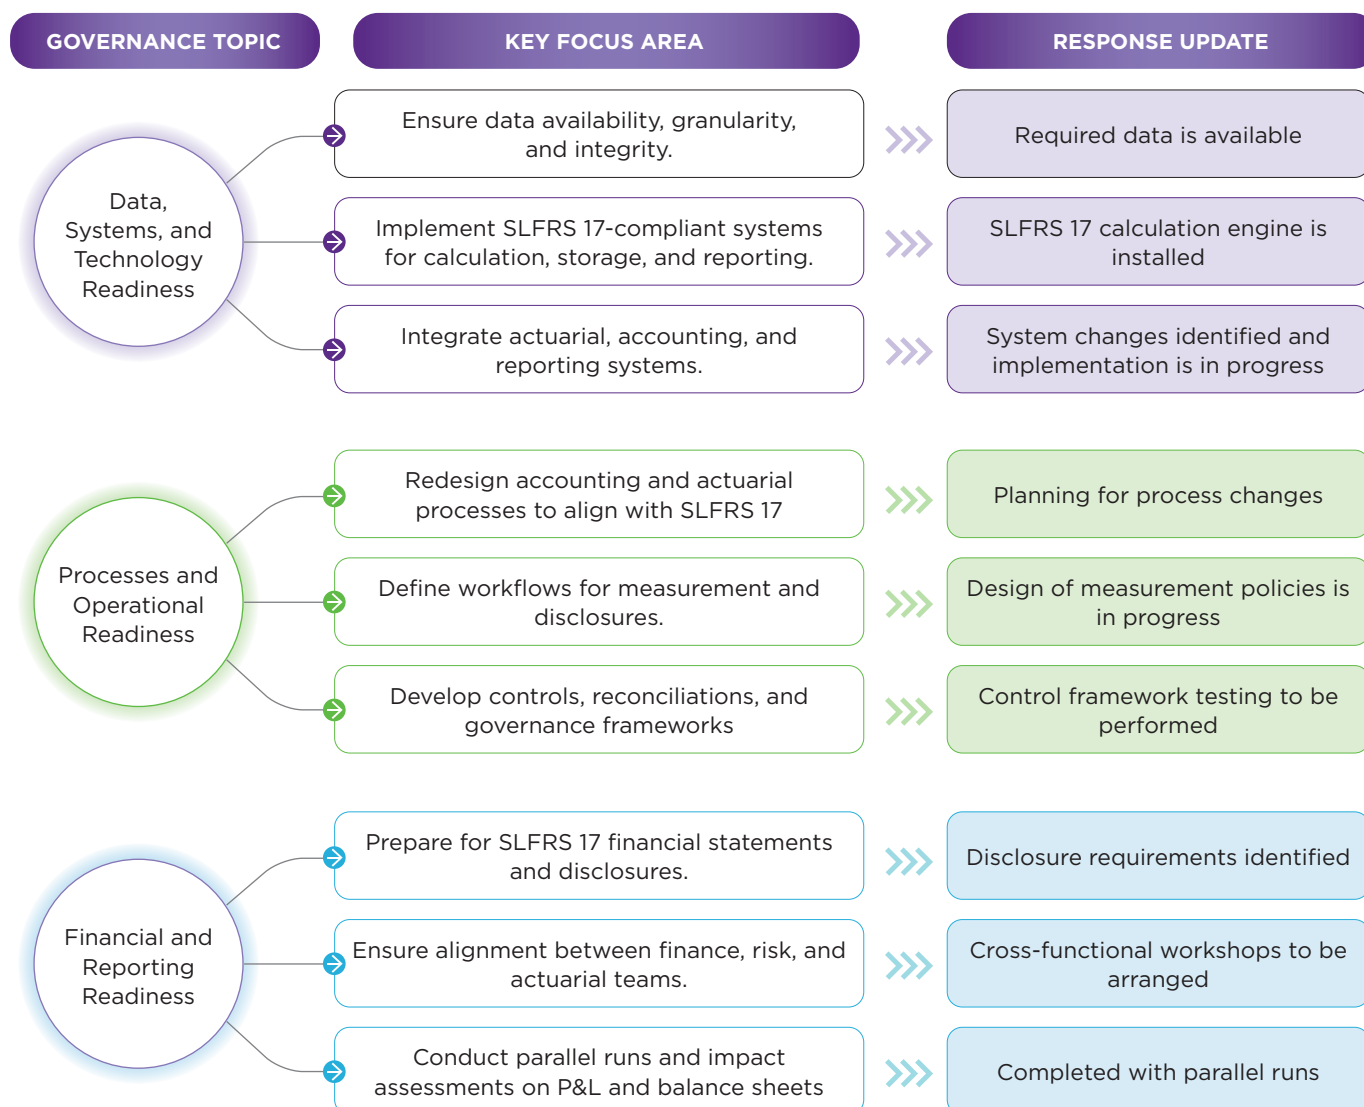 GOVERNANCE TOPIC
KEY FOCUS AREA
RESPONSE UPDATE
Data,
Systems, and
Technology
Readiness
Ensure data availability, granularity,
and integrity.
Required data is available
Implement SLFRS 17-compliant systems
for calculation, storage, and reporting.
SLFRS 17 calculation engine is
installed
Integrate actuarial, accounting, and
reporting systems.
System changes identified and
implementation is in progress
Processes and
Operational
Readiness
Redesign accounting and actuarial
processes to align with SLFRS 17
Planning for process changes
Define workflows for measurement and
disclosures.
Design of measurement policies is
in progress
Develop controls, reconciliations, and
governance frameworks
Control framework testing to be
performed
Financial and
Reporting
Readiness
Prepare for SLFRS 17 financial statements
and disclosures.
Disclosure requirements identified
Ensure alignment between finance, risk, and
actuarial teams.
Cross-functional workshops to be
arranged
Conduct parallel runs and impact
assessments on P&L and balance sheets
Completed with parallel runs